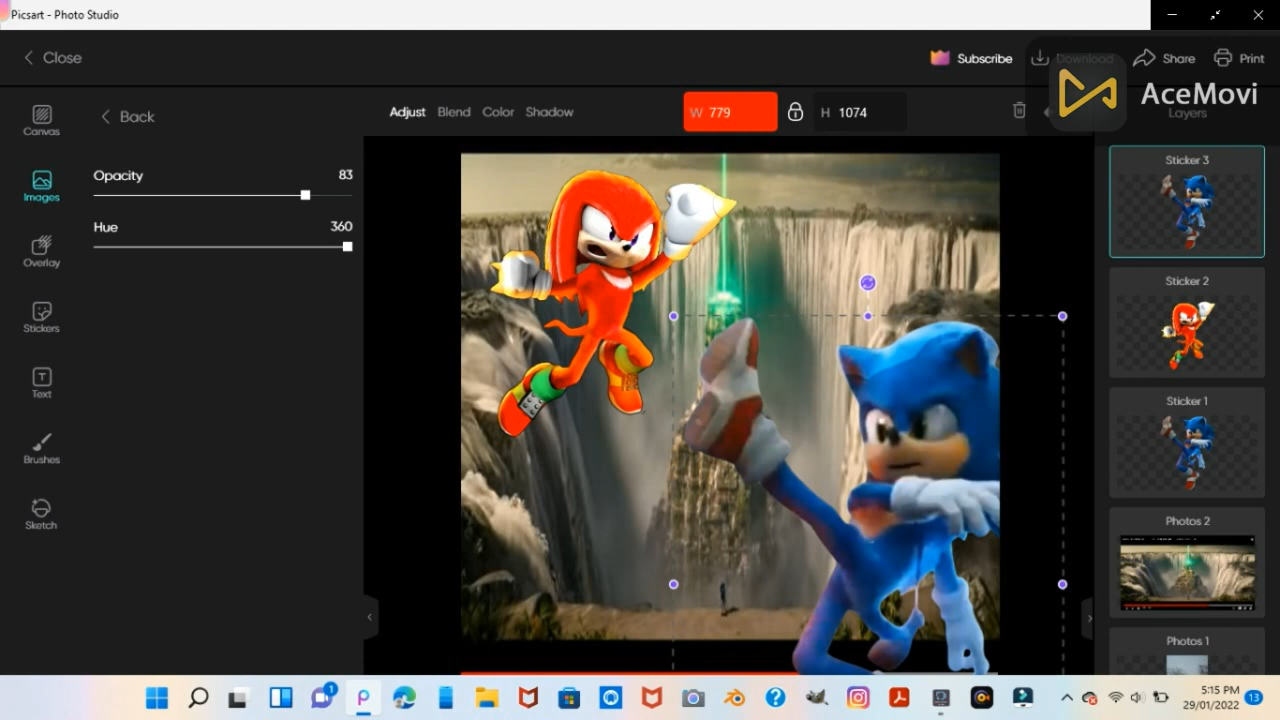 Picsart - Photo Studio
Close
Subscribe
Download
Share
Print
AceMovi
Canvas
Back
Adjust Blend Color Shadow
W 779
H 1074
Layers
Images
Opacity 83
Hue 360
Overlay
Stickers
Text
Brushes
Sketch
Sticker 3
Sticker 2
Sticker 1
Photos 2
Photos 1
1
5:15 PM
29/01/2022
13